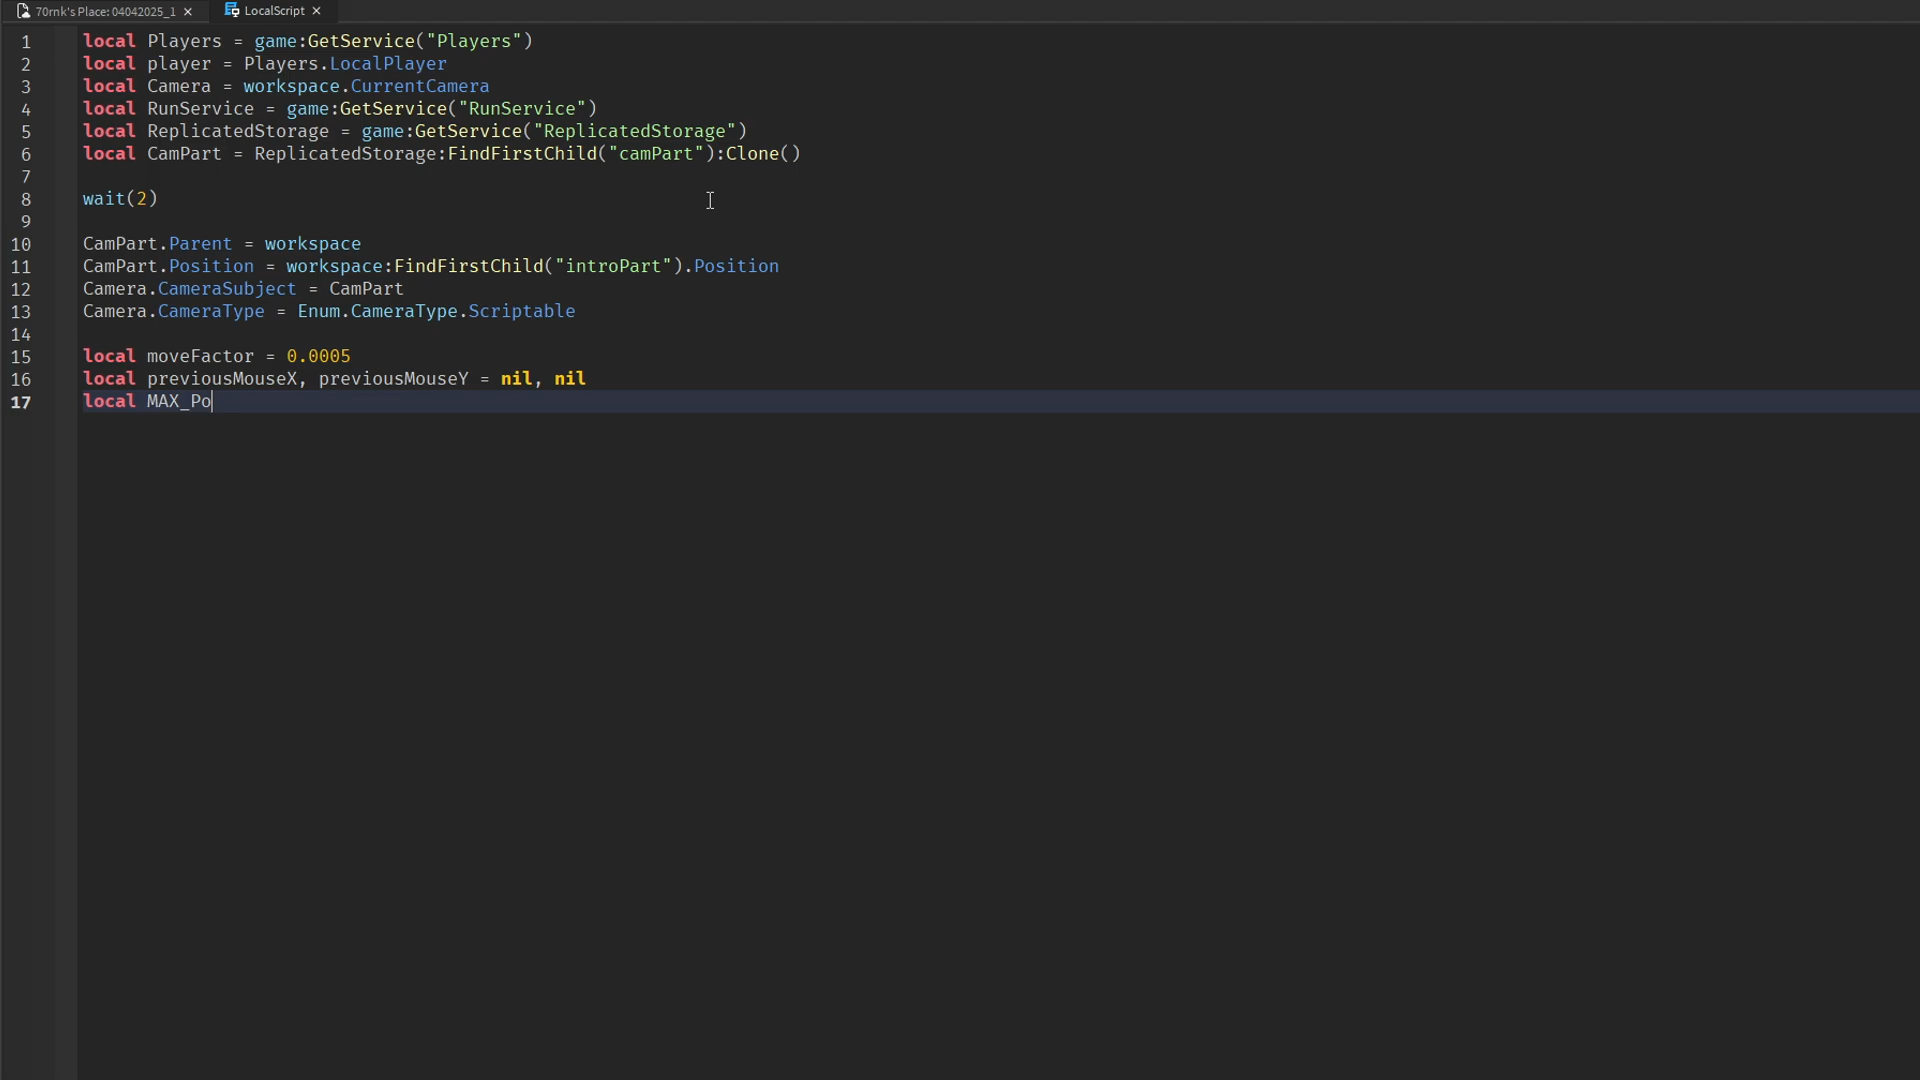 70rnk's Place: 04042025_1 × LocalScript ×
1 local Players = game:GetService("Players")
2 local player = Players.LocalPlayer
3 local Camera = workspace.CurrentCamera
4 local RunService = game:GetService("RunService")
5 local ReplicatedStorage = game:GetService("ReplicatedStorage")
6 local CamPart = ReplicatedStorage:FindFirstChild("camPart"):Clone()
7
8 wait(2)
9
10 CamPart.Parent = workspace
11 CamPart.Position = workspace:FindFirstChild("introPart").Position
12 Camera.CameraSubject = CamPart
13 Camera.CameraType = Enum.CameraType.Scriptable
14
15 local moveFactor = 0.0005
16 local previousMouseX, previousMouseY = nil, nil
17 local MAX_Po